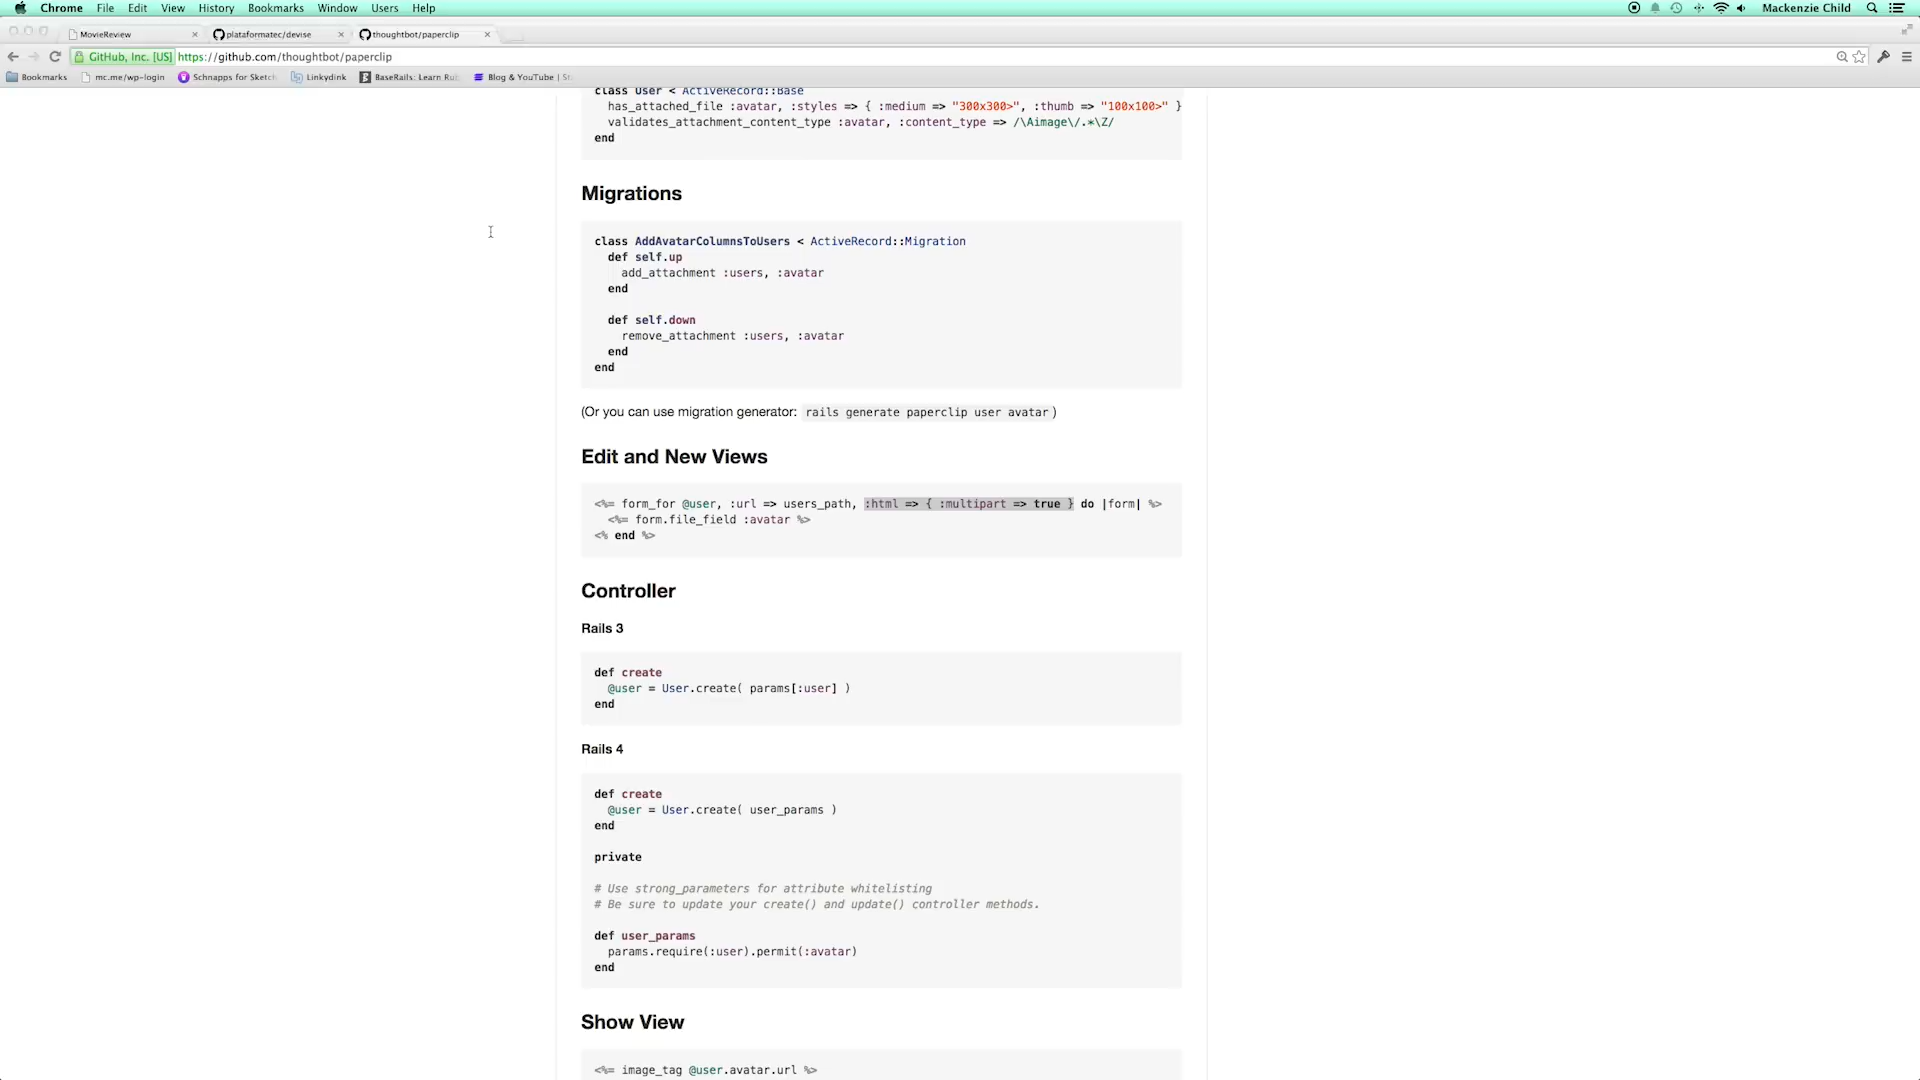 Chrome File Edit View History Bookmarks Window Users Help Mackenzie Child
MovieReview plataformatec/devise thoughtbot/paperclip
GitHub, Inc. [US] https://github.com/thoughtbot/paperclip
Bookmarks mc.me/wp-login Schnapps for Sketch Linkydink BaseRails: Learn Rub Blog & YouTube | St
class User < ActiveRecord::Base
has_attached_file :avatar, :styles => { :medium => "300x300>", :thumb => "100x100>" }
validates_attachment_content_type :avatar, :content_type => /\Aimage\/.*\Z/
end
Migrations
class AddAvatarColumnsToUsers < ActiveRecord::Migration
def self.up
add_attachment :users, :avatar
end
def self.down
remove_attachment :users, :avatar
end
end
(Or you can use migration generator: rails generate paperclip user avatar)
Edit and New Views
<%= form_for @user, :url => users_path, :html => { :multipart => true } do |form| %>
<%= form.file_field :avatar %>
<% end %>
Controller
Rails 3
def create
@user = User.create( params[:user] )
end
Rails 4
def create
@user = User.create( user_params )
end
private
# Use strong_parameters for attribute whitelisting
# Be sure to update your create() and update() controller methods.
def user_params
params.require(:user).permit(:avatar)
end
Show View
<%= image_tag @user.avatar.url %>